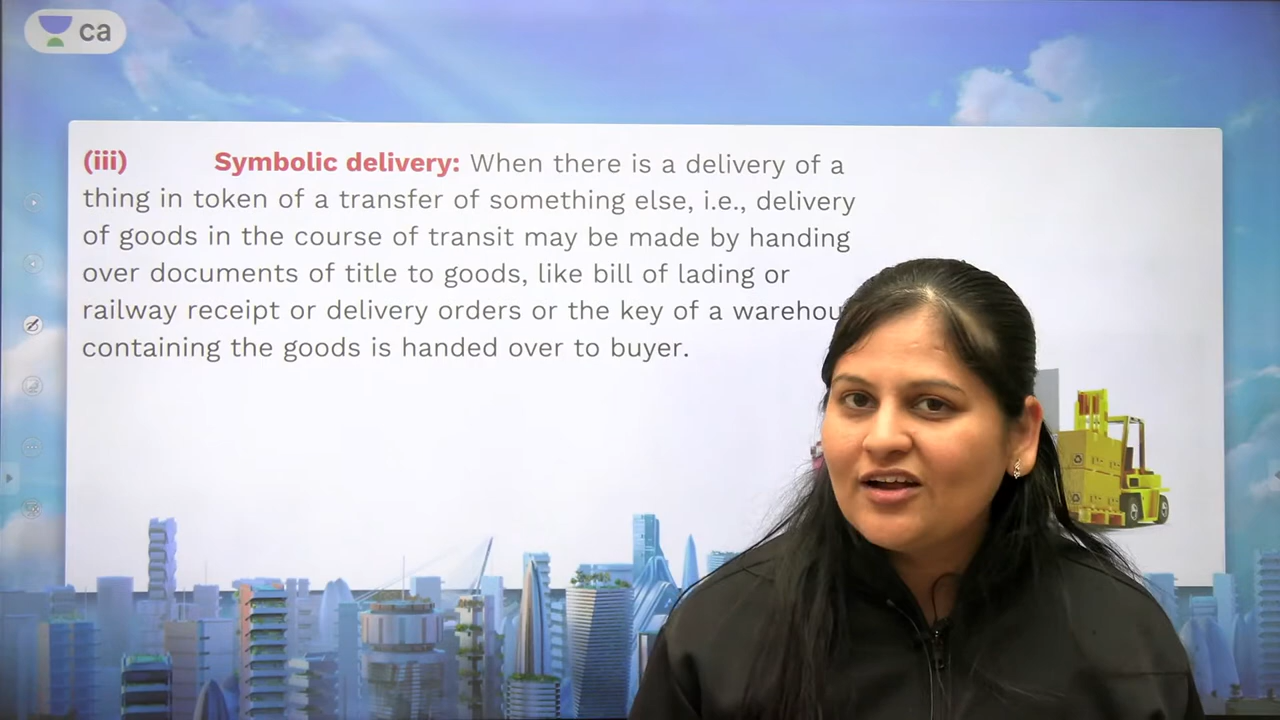 ca
(iii) Symbolic delivery: When there is a delivery of a
thing in token of a transfer of something else, i.e., delivery
of goods in the course of transit may be made by handing
over documents of title to goods, like bill of lading or
railway receipt or delivery orders or the key of a warehou
containing the goods is handed over to buyer.